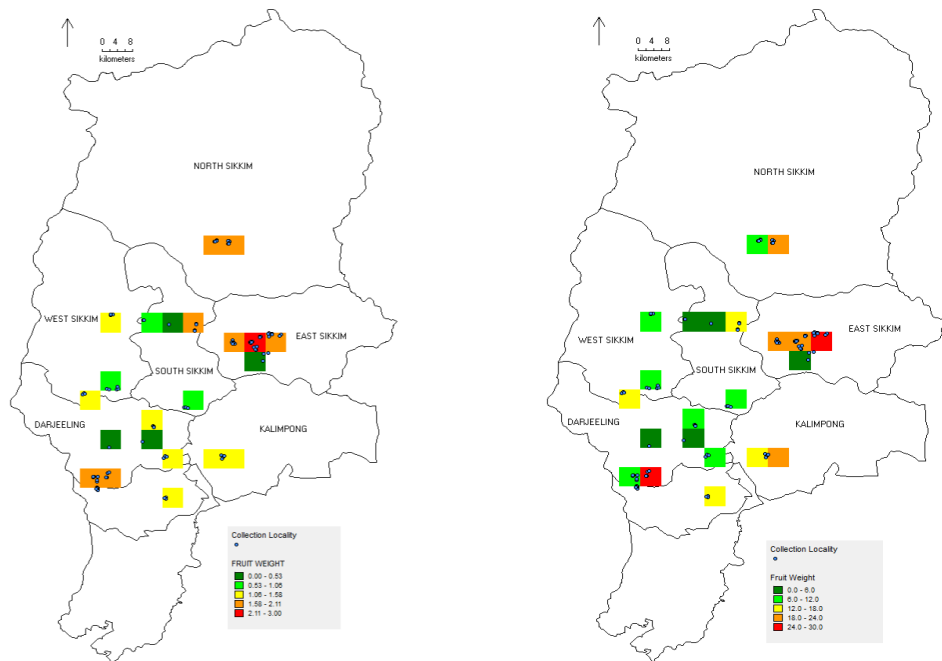 0 4 8
kilometers
NORTH SIKKIM
WEST SIKKIM
EAST SIKKIM
SOUTH SIKKIM
DARJEELING
KALIMPONG
Collection Locality
FRUIT WEIGHT
0.00 - 0.53
0.53 - 1.06
1.06 - 1.58
1.58 - 2.11
2.11 - 3.00
0 4 8
kilometers
NORTH SIKKIM
EAST SIKKIM
WEST SIKKIM
SOUTH SIKKIM
DARJEELING
KALIMPONG
Collection Locality
Fruit Weight
0.0 - 6.0
6.0 - 12.0
12.0 - 18.0
18.0 - 24.0
24.0 - 30.0